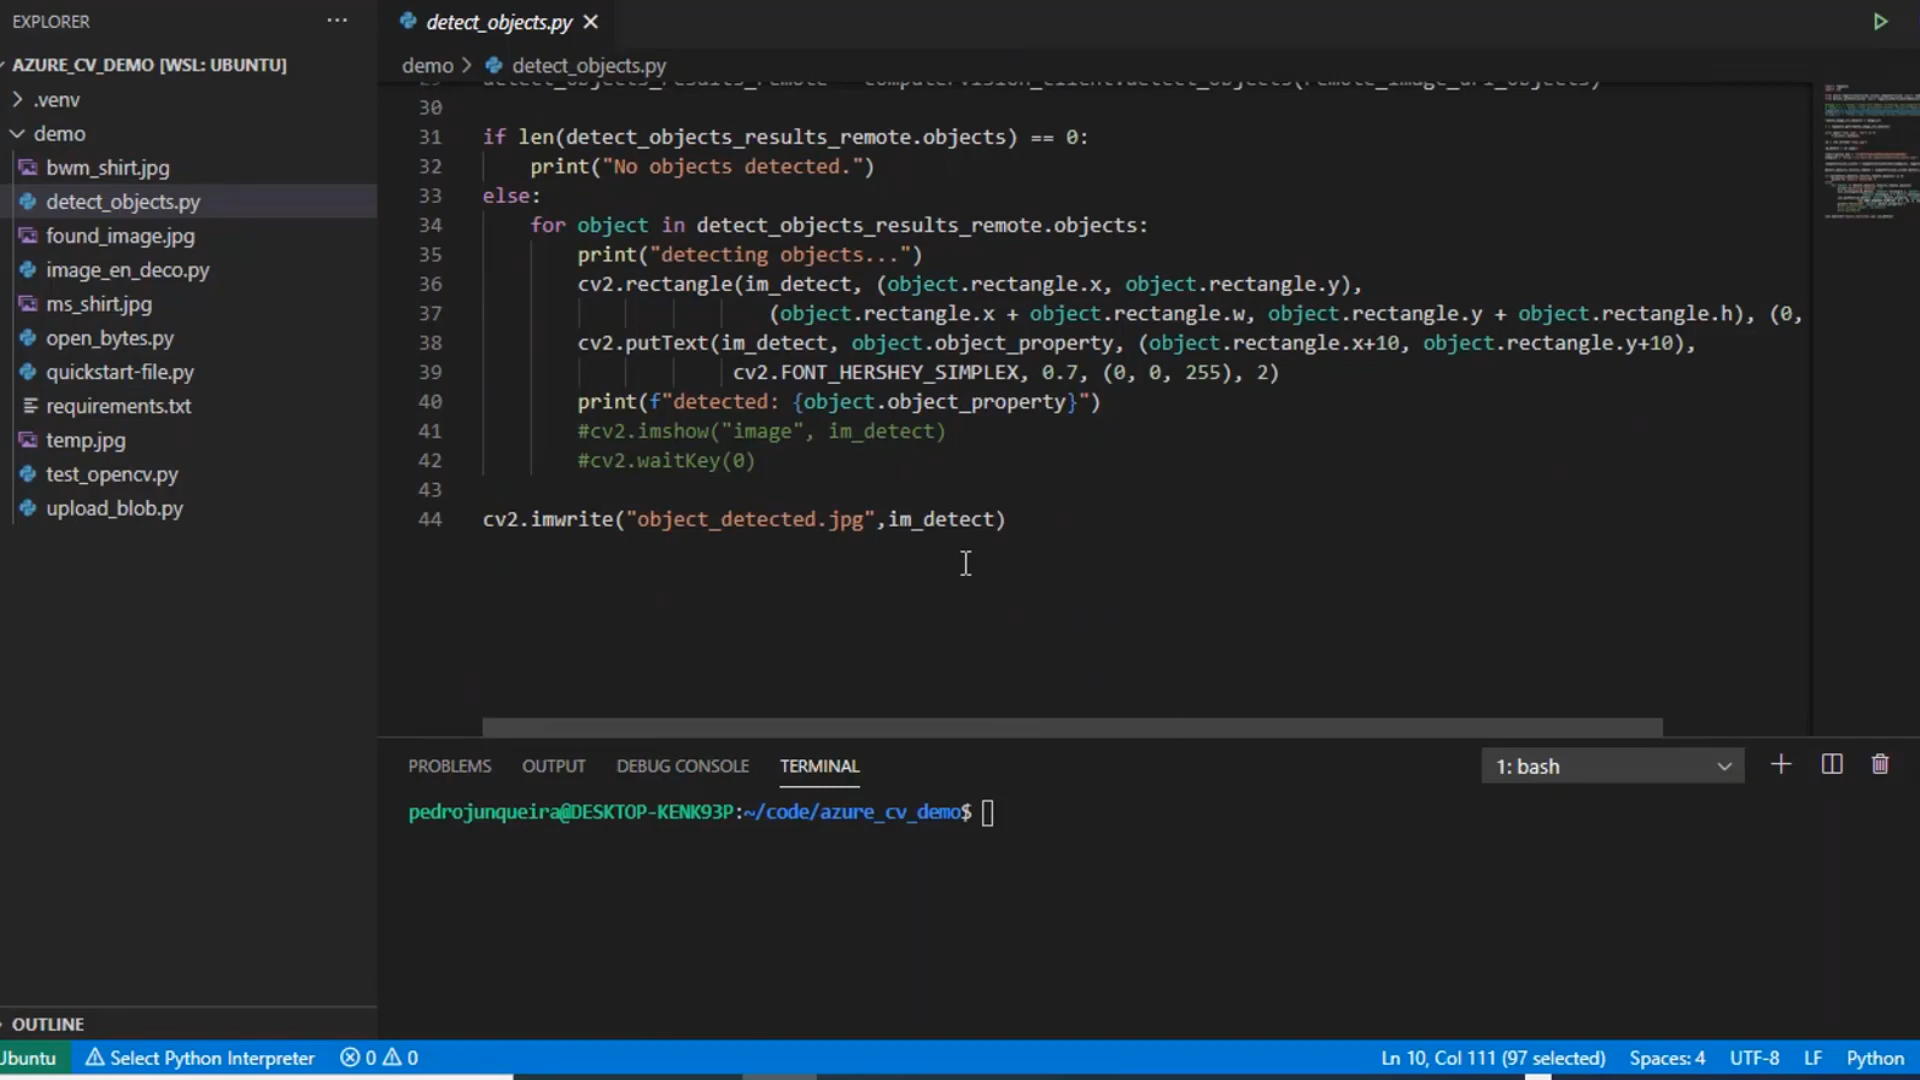 EXPLORER
detect_objects.py
AZURE_CV_DEMO [WSL: UBUNTU]
.venv
demo
bwm_shirt.jpg
detect_objects.py
found_image.jpg
image_en_deco.py
ms_shirt.jpg
open_bytes.py
quickstart-file.py
requirements.txt
temp.jpg
test_opencv.py
upload_blob.py
OUTLINE
demo > detect_objects.py
29 detect_objects_results_remote = computervision_client.detect_objects(remote_image_url_objects)
30
31 if len(detect_objects_results_remote.objects) == 0:
32 print("No objects detected.")
33 else:
34 for object in detect_objects_results_remote.objects:
35 print("detecting objects...")
36 cv2.rectangle(im_detect, (object.rectangle.x, object.rectangle.y),
37 (object.rectangle.x + object.rectangle.w, object.rectangle.y + object.rectangle.h), (0,
38 cv2.putText(im_detect, object.object_property, (object.rectangle.x+10, object.rectangle.y+10),
39 cv2.FONT_HERSHEY_SIMPLEX, 0.7, (0, 0, 255), 2)
40 print(f"detected: {object.object_property}")
41 #cv2.imshow("image", im_detect)
42 #cv2.waitKey(0)
43
44 cv2.imwrite("object_detected.jpg",im_detect)
PROBLEMS OUTPUT DEBUG CONSOLE TERMINAL 1: bash
pedrojunqueira@DESKTOP-KENK93P:~/code/azure_cv_demo$
Ubuntu Select Python Interpreter 0 0 Ln 10, Col 111 (97 selected) Spaces: 4 UTF-8 LF Python